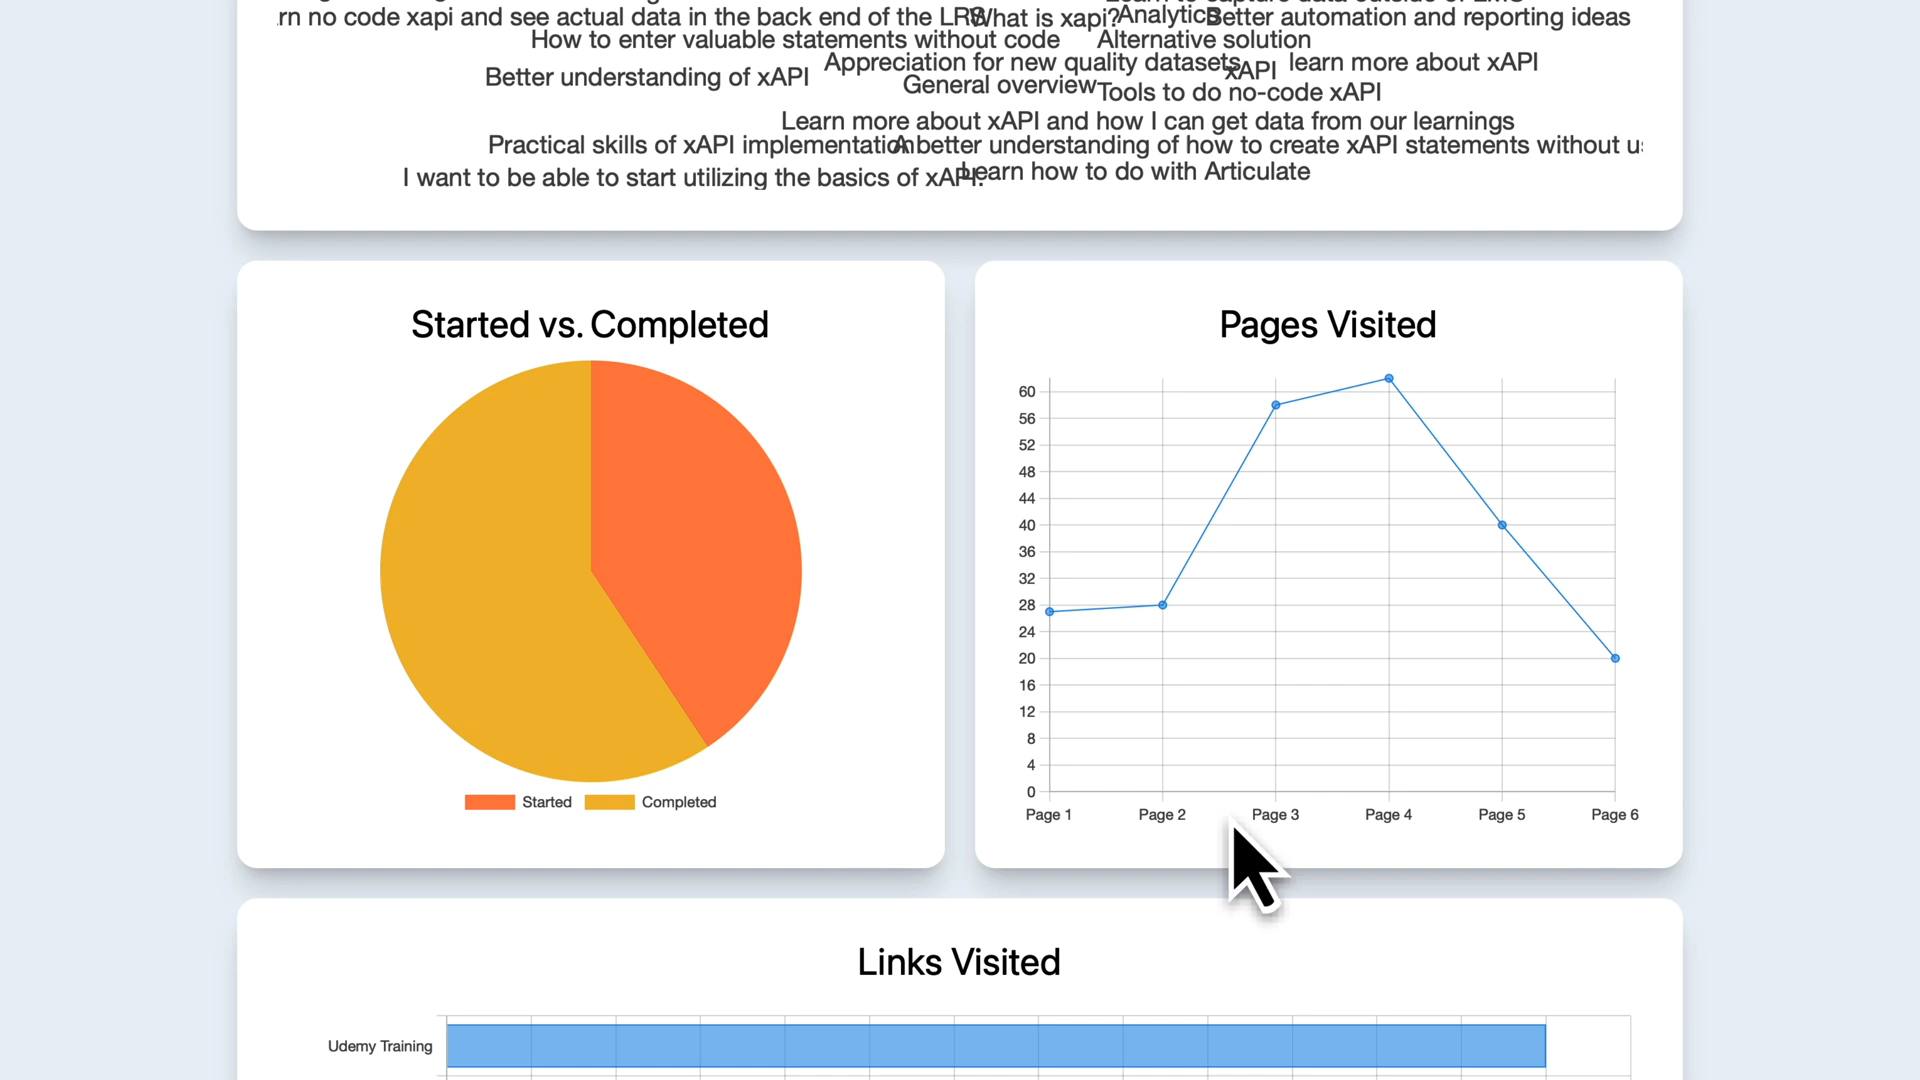 rn no code xapi and see actual data in the back end of the LRS
What is xapi?
Analytics
Better automation and reporting ideas
How to enter valuable statements without code
Alternative solution
Appreciation for new quality datasets
xAPI
learn more about xAPI
Better understanding of xAPI
General overview
Tools to do no-code xAPI
Learn more about xAPI and how I can get data from our learnings
Practical skills of xAPI implementation
A better understanding of how to create xAPI statements without
I want to be able to start utilizing the basics of xAPI.
Learn how to do with Articulate
Started vs. Completed
Started
Completed
Pages Visited
60
56
52
48
44
40
36
32
28
24
20
16
12
8
4
0
Page 1
Page 2
Page 3
Page 4
Page 5
Page 6
Links Visited
Udemy Training